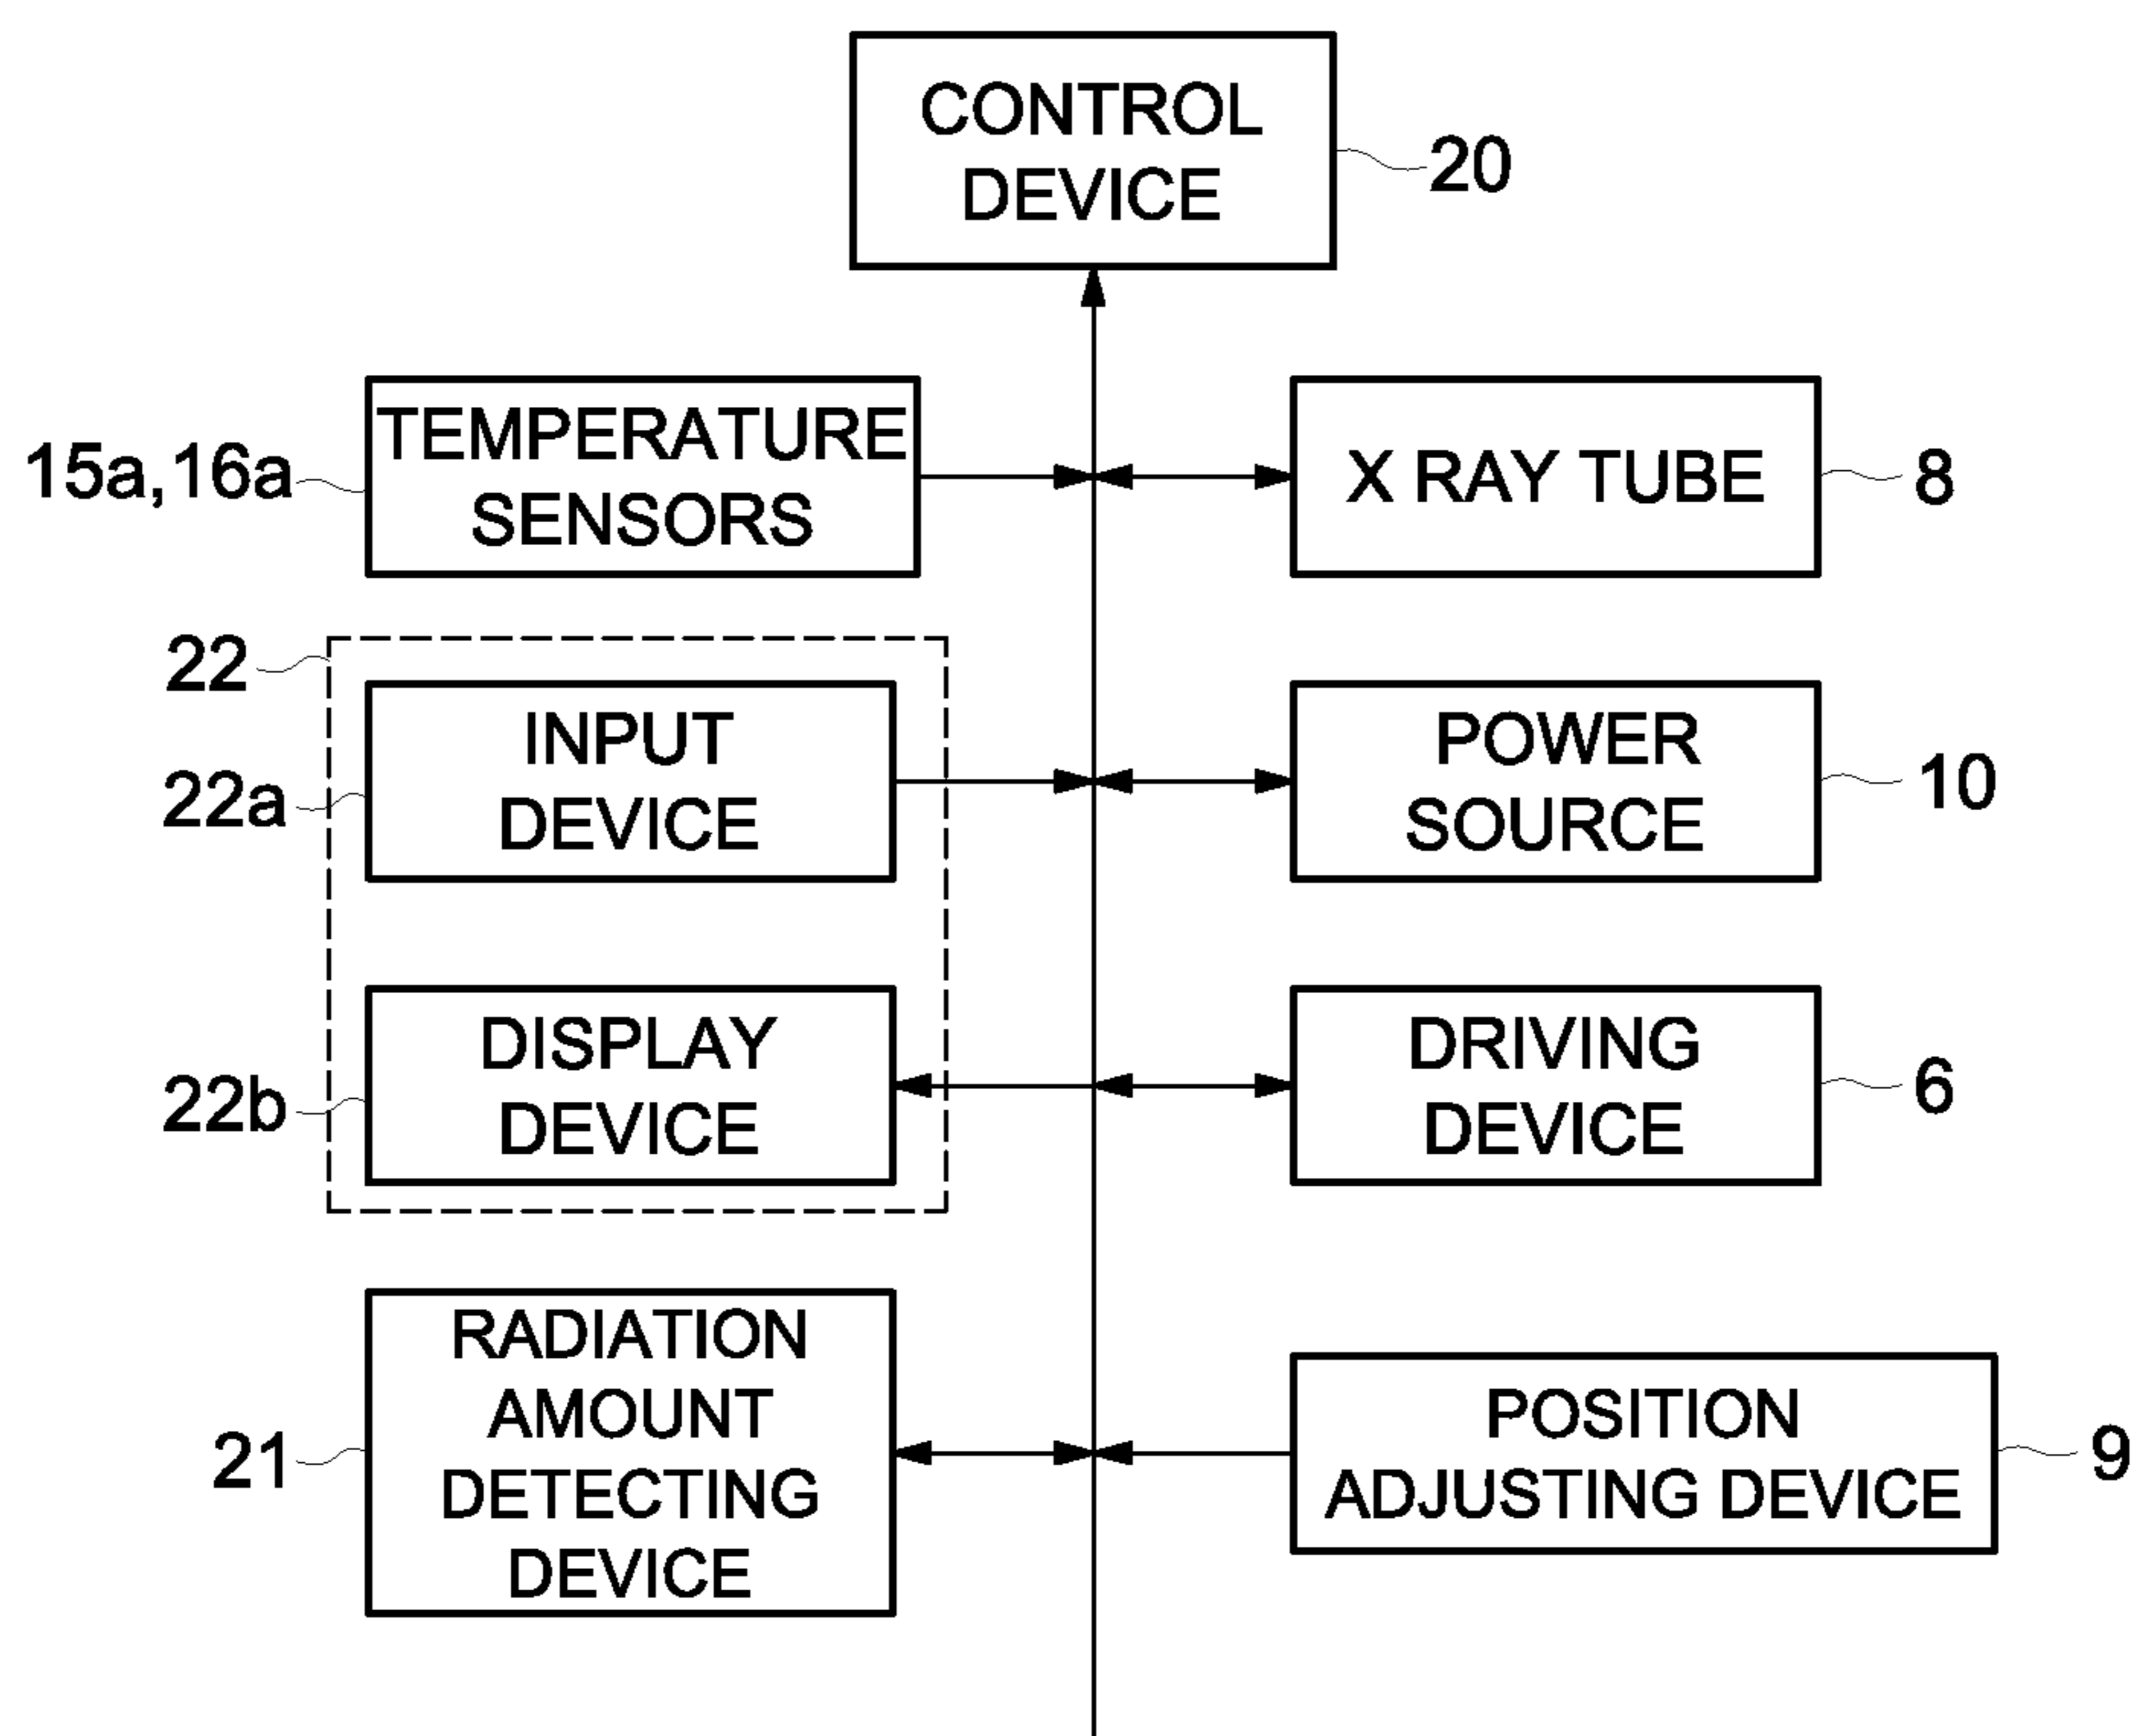 CONTROL
DEVICE
20
TEMPERATURE
SENSORS
15a,16a
X RAY TUBE
8
22
INPUT
DEVICE
22a
POWER
SOURCE
10
DISPLAY
DEVICE
22b
DRIVING
DEVICE
6
RADIATION
AMOUNT
DETECTING
DEVICE
21
POSITION
ADJUSTING DEVICE
9